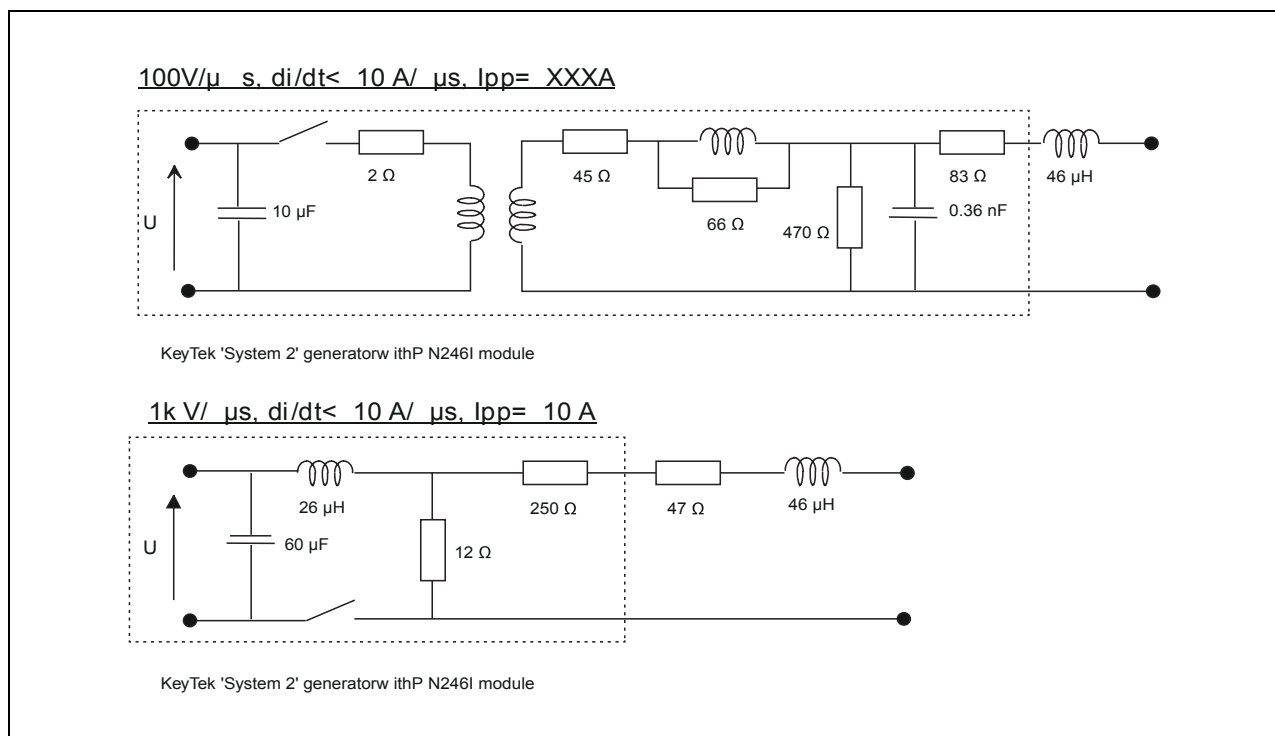 100V/µ s, di/dt< 10 A/ µs, Ipp= XXXA
2 Ω
45 Ω
83 Ω
46 µH
U
10 µF
66 Ω
470 Ω
0.36 nF
KeyTek 'System 2' generatorw ithP N246I module
1k V/ µs, di/dt< 10 A/ µs, Ipp= 10 A
26 µH
250 Ω
47 Ω
46 µH
U
60 µF
12 Ω
KeyTek 'System 2' generatorw ithP N246I module